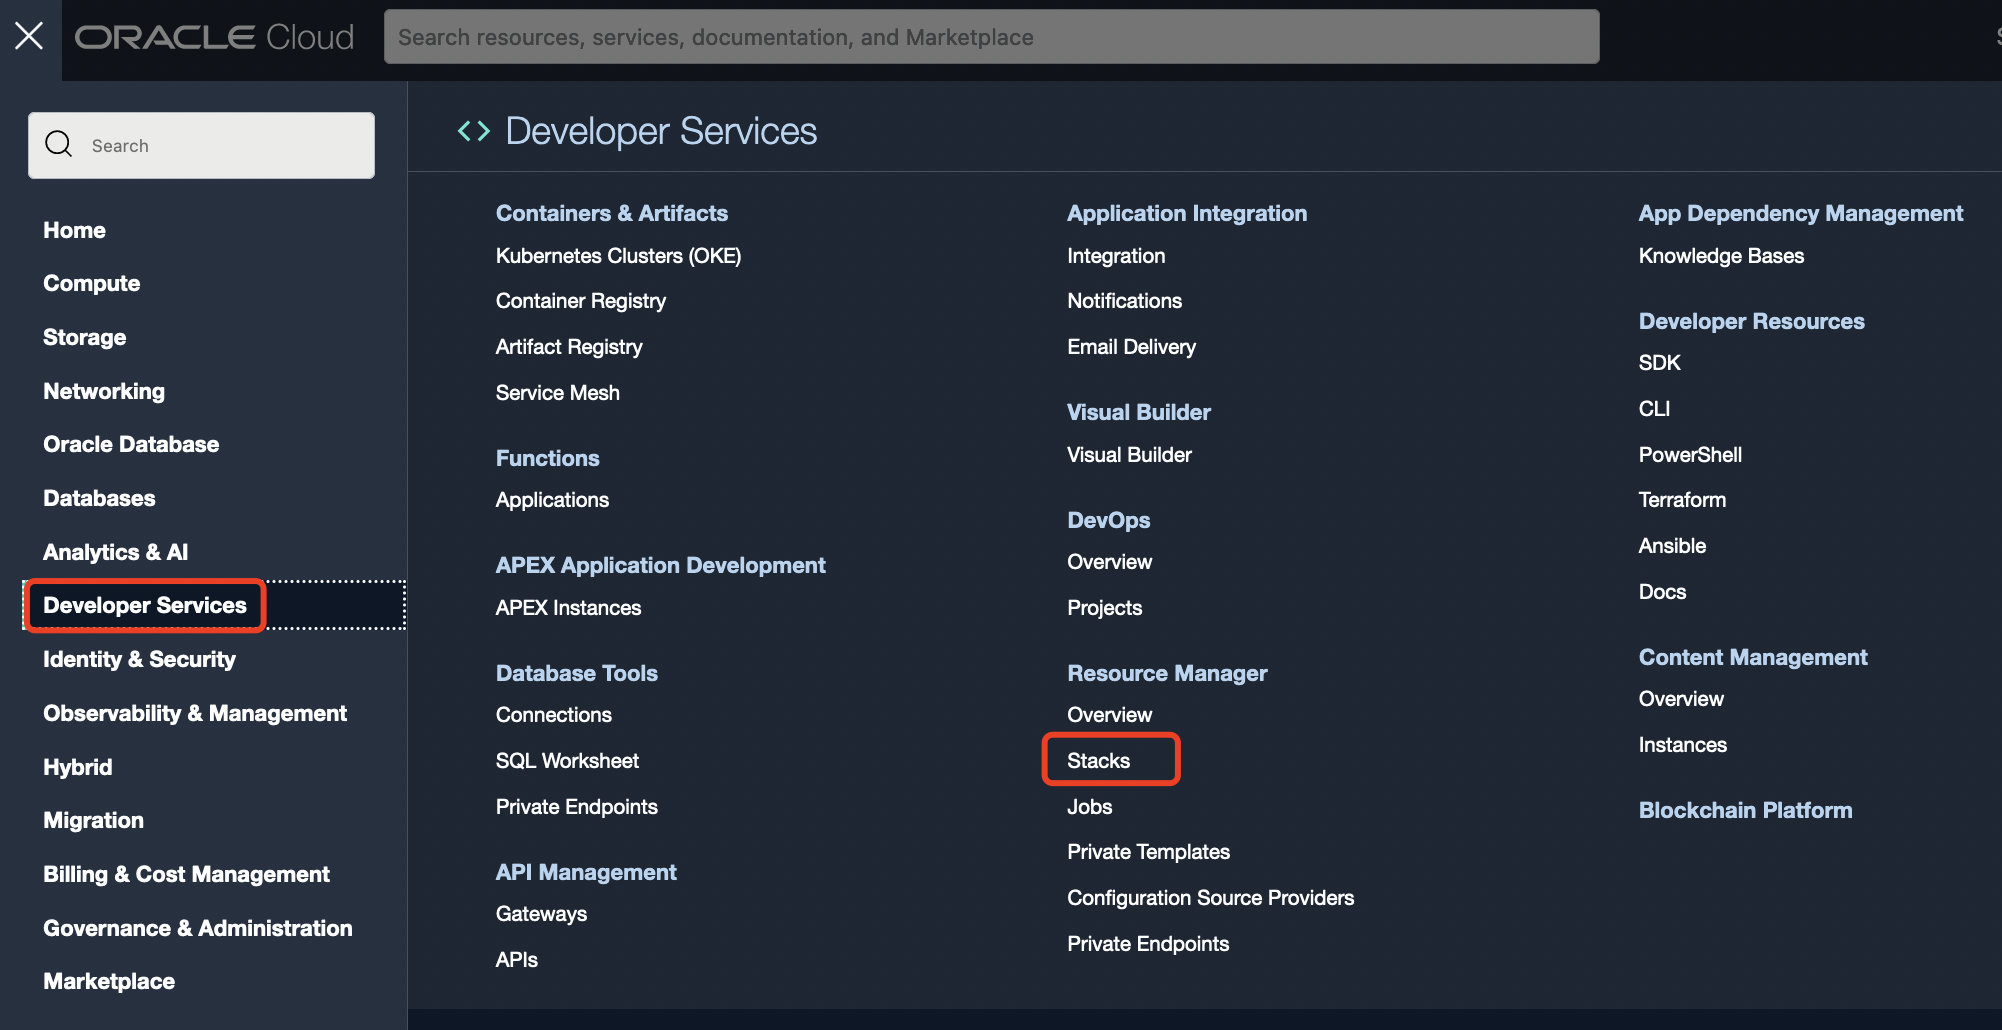 ORACLE Cloud
Search resources, services, documentation, and Marketplace
Search
Home
Compute
Storage
Networking
Oracle Database
Databases
Analytics & AI
Developer Services
Identity & Security
Observability & Management
Hybrid
Migration
Billing & Cost Management
Governance & Administration
Marketplace
<> Developer Services
Containers & Artifacts
Kubernetes Clusters (OKE)
Container Registry
Artifact Registry
Service Mesh
Functions
Applications
APEX Application Development
APEX Instances
Database Tools
Connections
SQL Worksheet
Private Endpoints
API Management
Gateways
APIs
Application Integration
Integration
Notifications
Email Delivery
Visual Builder
Visual Builder
DevOps
Overview
Projects
Resource Manager
Overview
Stacks
Jobs
Private Templates
Configuration Source Providers
Private Endpoints
App Dependency Management
Knowledge Bases
Developer Resources
SDK
CLI
PowerShell
Terraform
Ansible
Docs
Content Management
Overview
Instances
Blockchain Platform